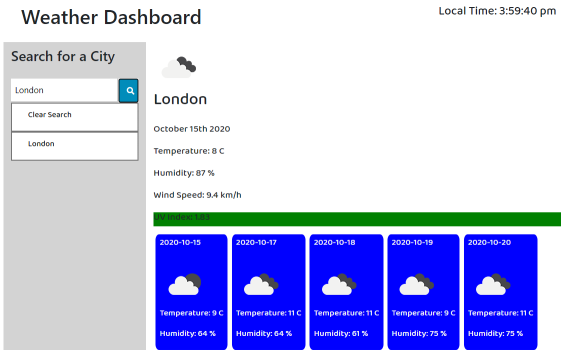 Weather Dashboard
Local Time: 3:59:40 pm
Search for a City
London
Clear Search
London
London
October 15th 2020
Temperature: 8 C
Humidity: 87 %
Wind Speed: 9.4 km/h
UV Index: 1.83
2020-10-15
Temperature: 9 C
Humidity: 64 %
2020-10-17
Temperature: 11 C
Humidity: 64 %
2020-10-18
Temperature: 11 C
Humidity: 61 %
2020-10-19
Temperature: 9 C
Humidity: 75 %
2020-10-20
Temperature: 11 C
Humidity: 75 %